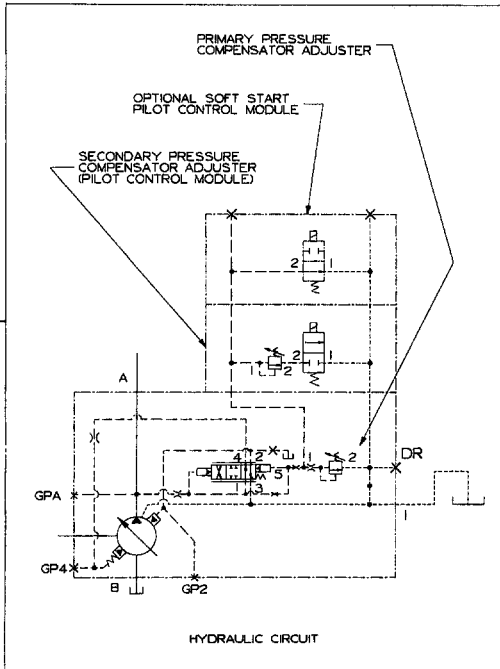 PRIMARY PRESSURE
COMPENSATOR ADJUSTER
OPTIONAL SOFT START
PILOT CONTROL MODULE
SECONDARY PRESSURE
COMPENSATOR ADJUSTER
(PILOT CONTROL MODULE)
2 1
1 2 2 1
A
4 2 1 2 DR
5
3
GPA
1
GP4
B
GP2
HYDRAULIC CIRCUIT